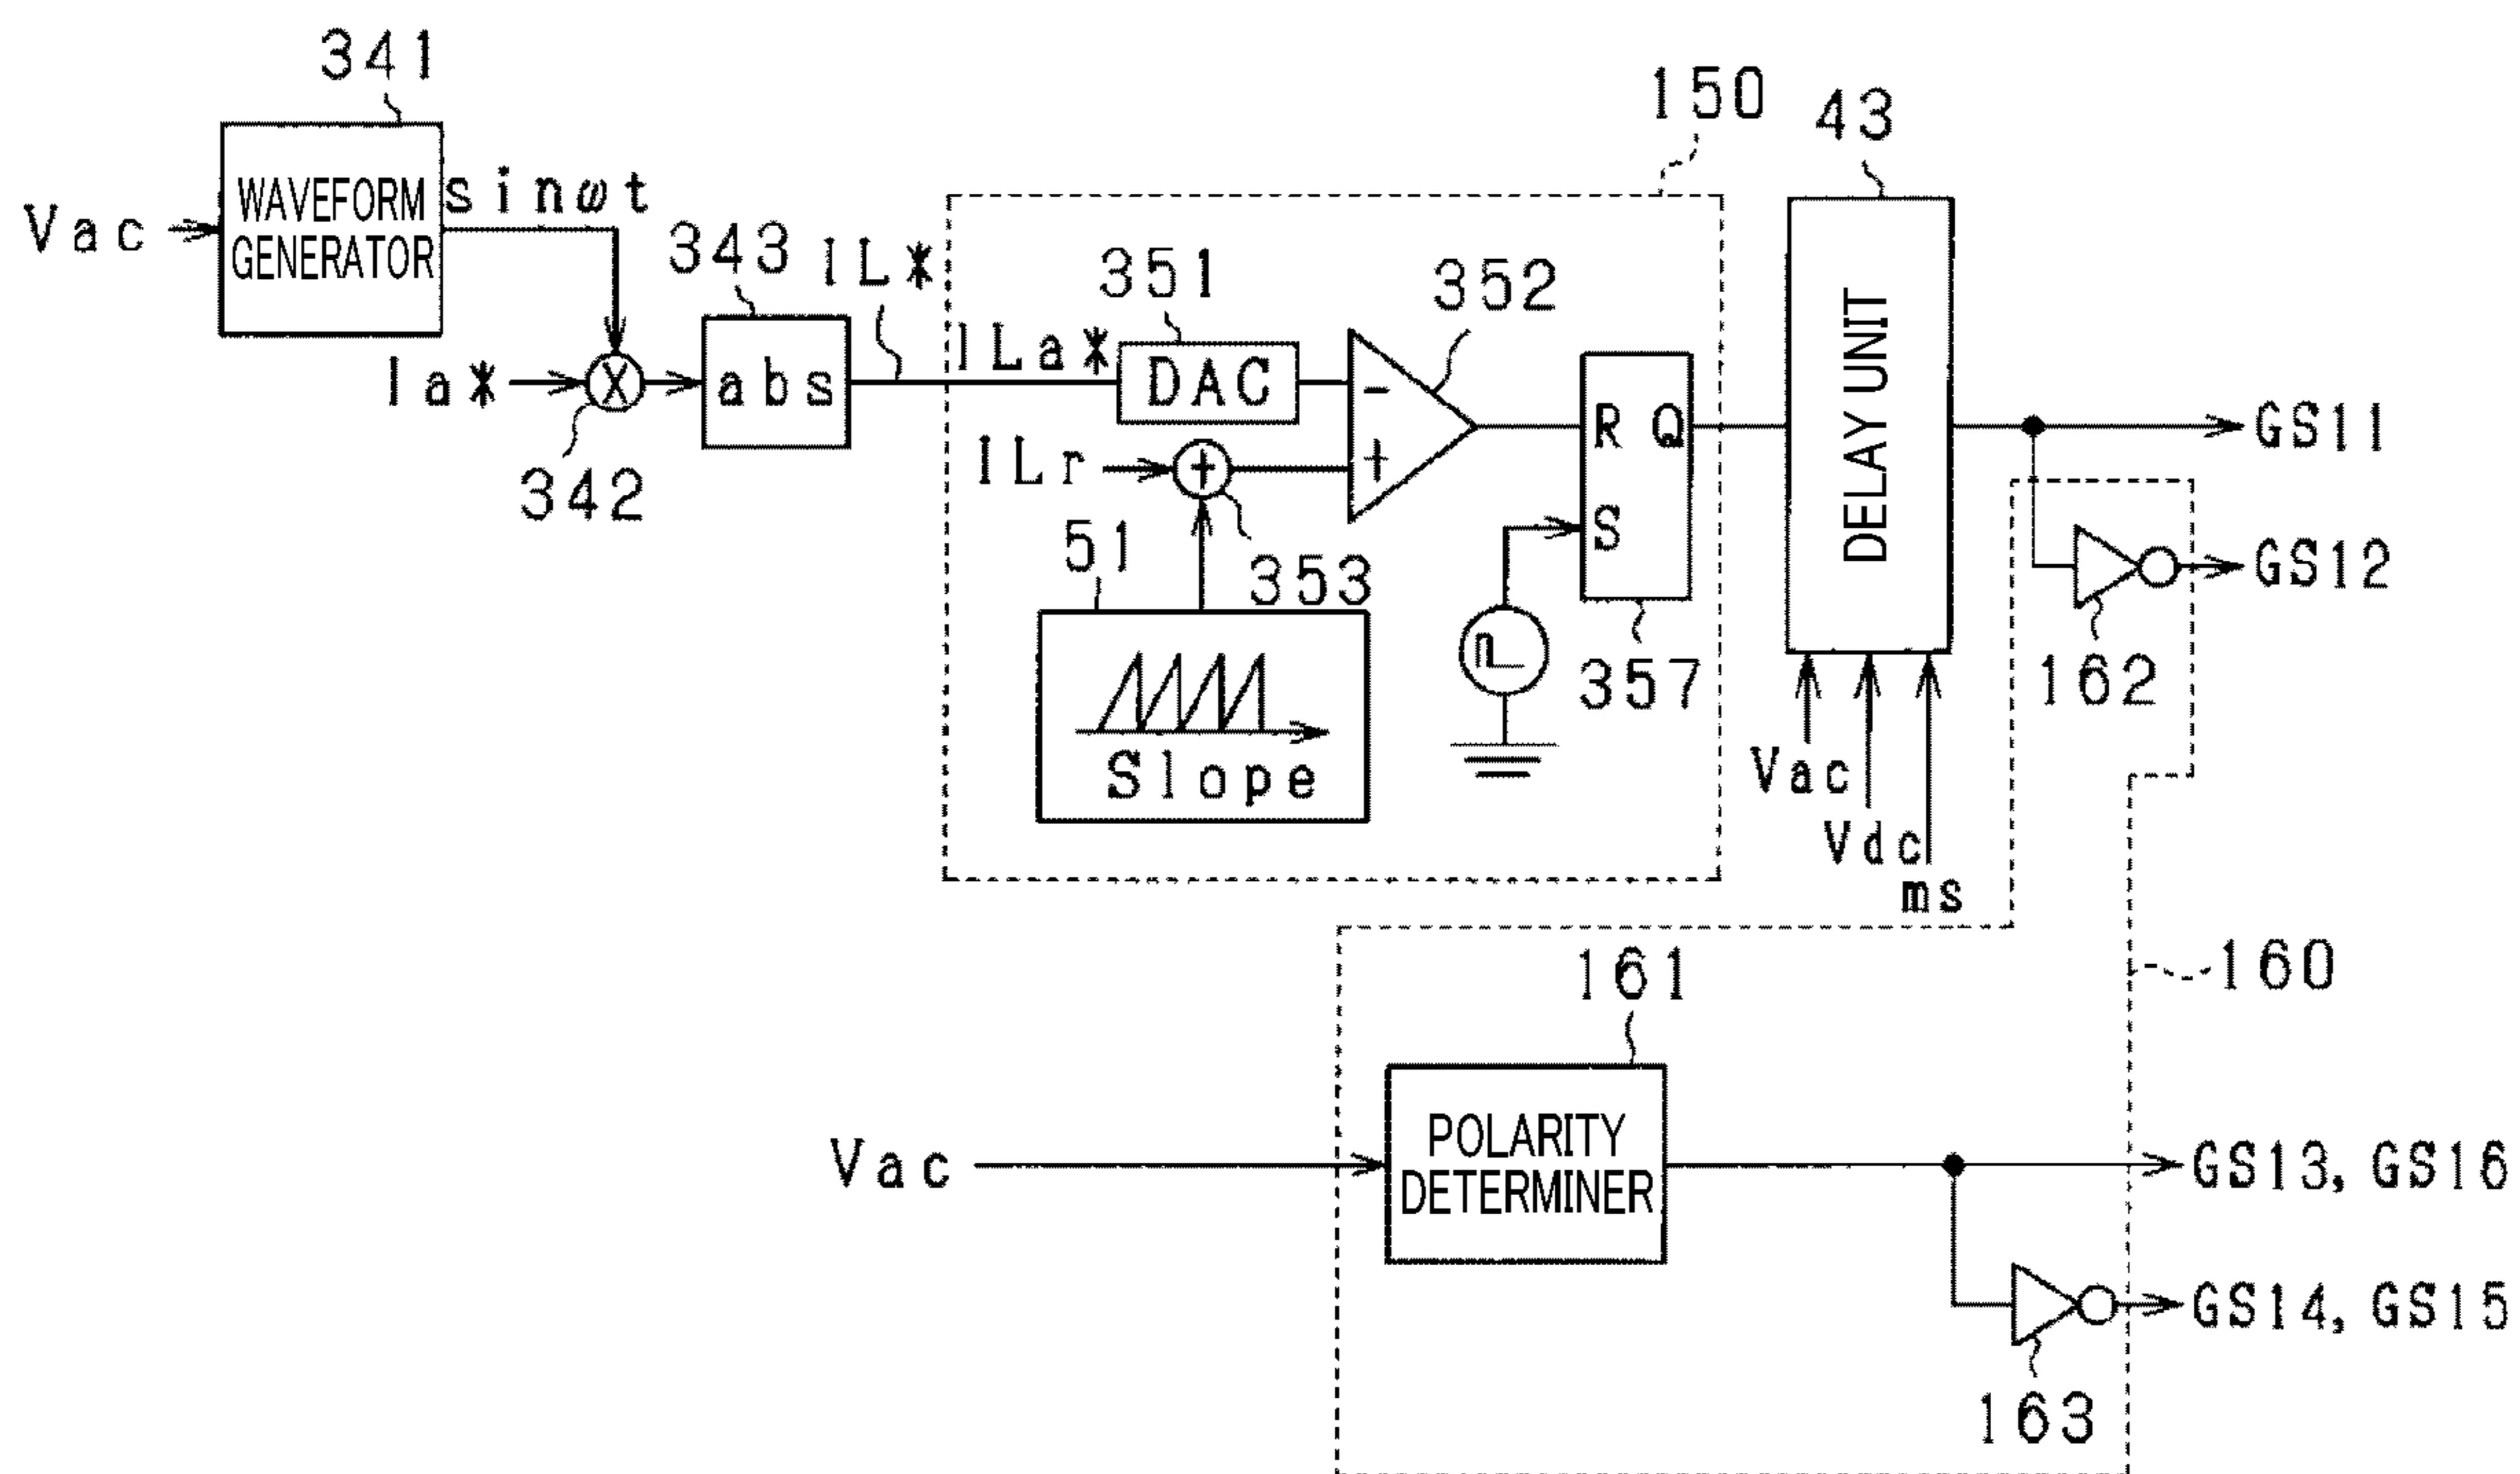 341
150
43
WAVEFORM
GENERATOR
sinωt
Vac
343
IL*
351
352
ILa*
DAC
Ia*
X
abs
-
R Q
GS11
ILr
+
+
342
S
DELAY UNIT
51
353
GS12
357
162
Slope
Vac
Vdc
ms
161
160
POLARITY
DETERMINER
Vac
GS13, GS16
GS14, GS15
163